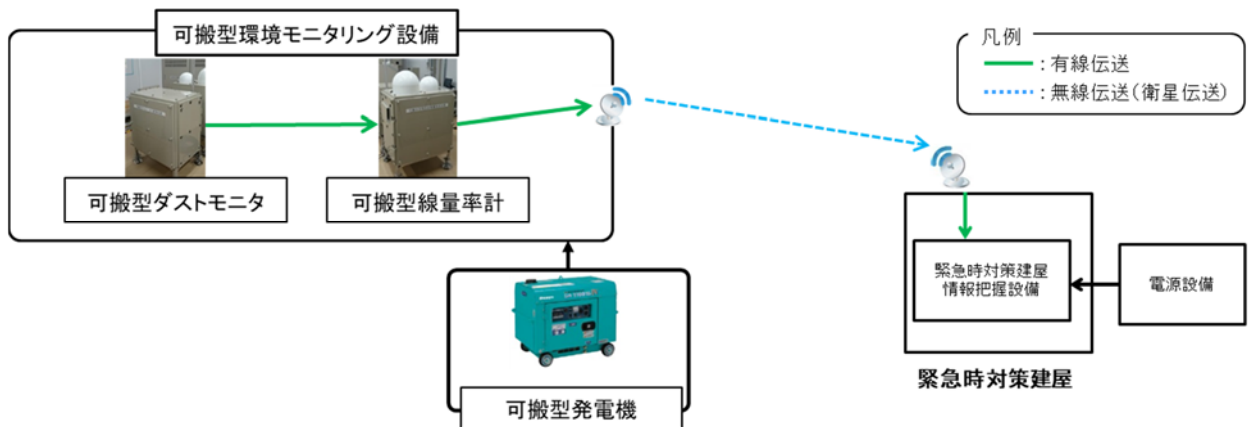 可搬型環境モニタリング設備
凡例
：有線伝送
：無線伝送（衛星伝送）
可搬型ダストモニタ
可搬型線量率計
緊急時対策建屋
情報把握設備
電源設備
緊急時対策建屋
可搬型発電機